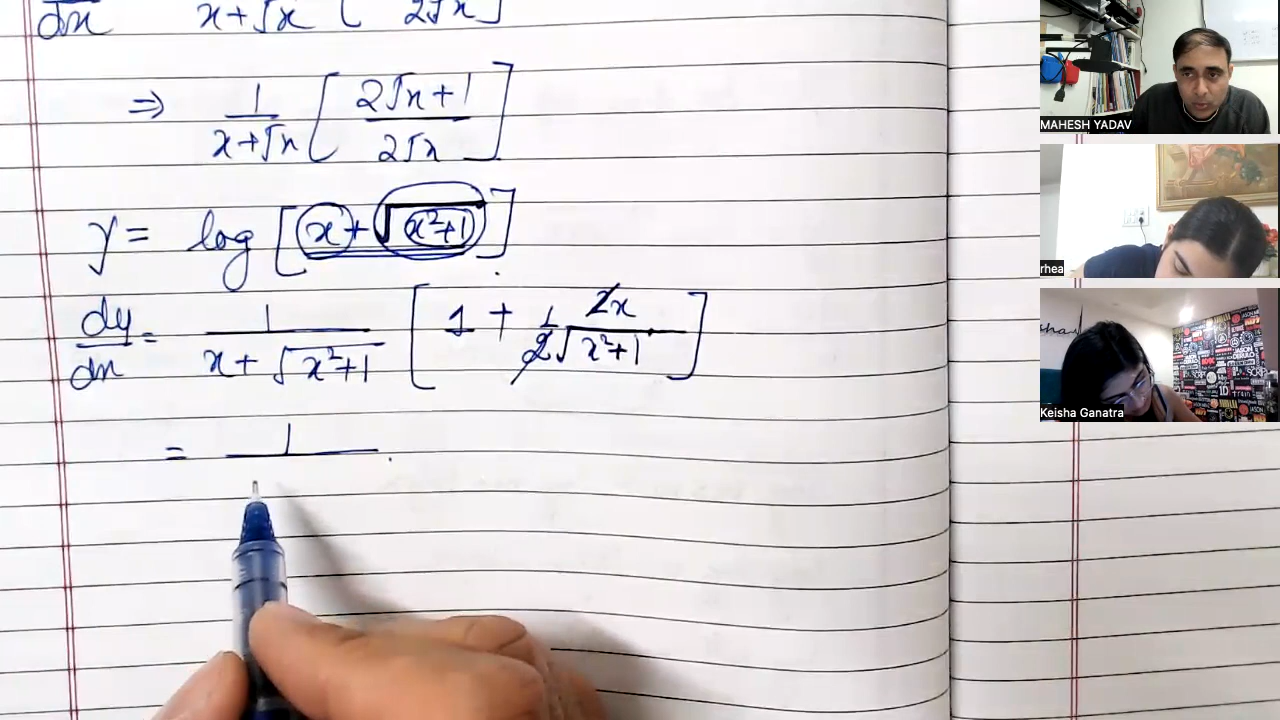 dx x+√x [ 2√x ]
⇒ 1/(x+√x) [ (2√x+1)/(2√x) ]
y = log [x+√(x²+1)]
dy/dx = 1/(x+√(x²+1)) [ 1 + 2x/(2√(x²+1)) ]
= 1
MAHESH YADAV
rhea
Keisha Ganatra